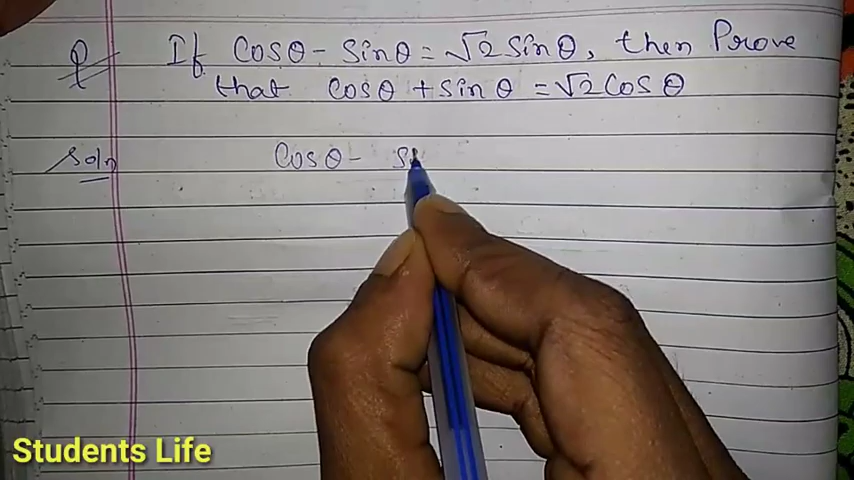 Q If Cosθ - Sinθ = √2 Sinθ, then Prove
that Cosθ + Sinθ = √2 Cosθ
Soln Cosθ - S
Students Life